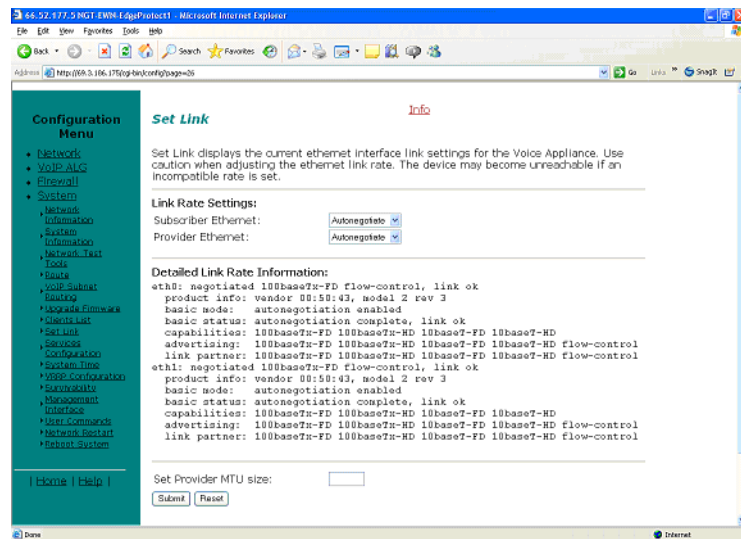 66.52.177.5 NGT-EWN-EdgeProtect1 - Microsoft Internet Explorer
File Edit View Favorites Tools Help
Back Search Favorites
Address http://69.3.186.175/cgi-bin/config?page=26 Go Links SnagIt
Configuration Menu
Network
VoIP ALG
Firewall
System
Network Information
System Information
Network Test Tools
Route
VoIP Subnet Routing
Upgrade Firmware
Clients List
Set Link
Services Configuration
System Time
VRRP Configuration
Survivability
Management Interface
User Commands
Network Restart
Reboot System
| Home | Help |
Info
Set Link
Set Link displays the current ethernet interface link settings for the Voice Appliance. Use
caution when adjusting the ethernet link rate. The device may become unreachable if an
incompatible rate is set.
Link Rate Settings:
Subscriber Ethernet: Autonegotiate
Provider Ethernet: Autonegotiate
Detailed Link Rate Information:
eth0: negotiated 100baseTx-FD flow-control, link ok
product info: vendor 00:50:43, model 2 rev 3
basic mode: autonegotiation enabled
basic status: autonegotiation complete, link ok
capabilities: 100baseTx-FD 100baseTx-HD 10baseT-FD 10baseT-HD
advertising: 100baseTx-FD 100baseTx-HD 10baseT-FD 10baseT-HD flow-control
link partner: 100baseTx-FD 100baseTx-HD 10baseT-FD 10baseT-HD flow-control
eth1: negotiated 100baseTx-FD flow-control, link ok
product info: vendor 00:50:43, model 2 rev 3
basic mode: autonegotiation enabled
basic status: autonegotiation complete, link ok
capabilities: 100baseTx-FD 100baseTx-HD 10baseT-FD 10baseT-HD
advertising: 100baseTx-FD 100baseTx-HD 10baseT-FD 10baseT-HD flow-control
link partner: 100baseTx-FD 100baseTx-HD 10baseT-FD 10baseT-HD flow-control
Set Provider MTU size:
Submit Reset
Done Internet